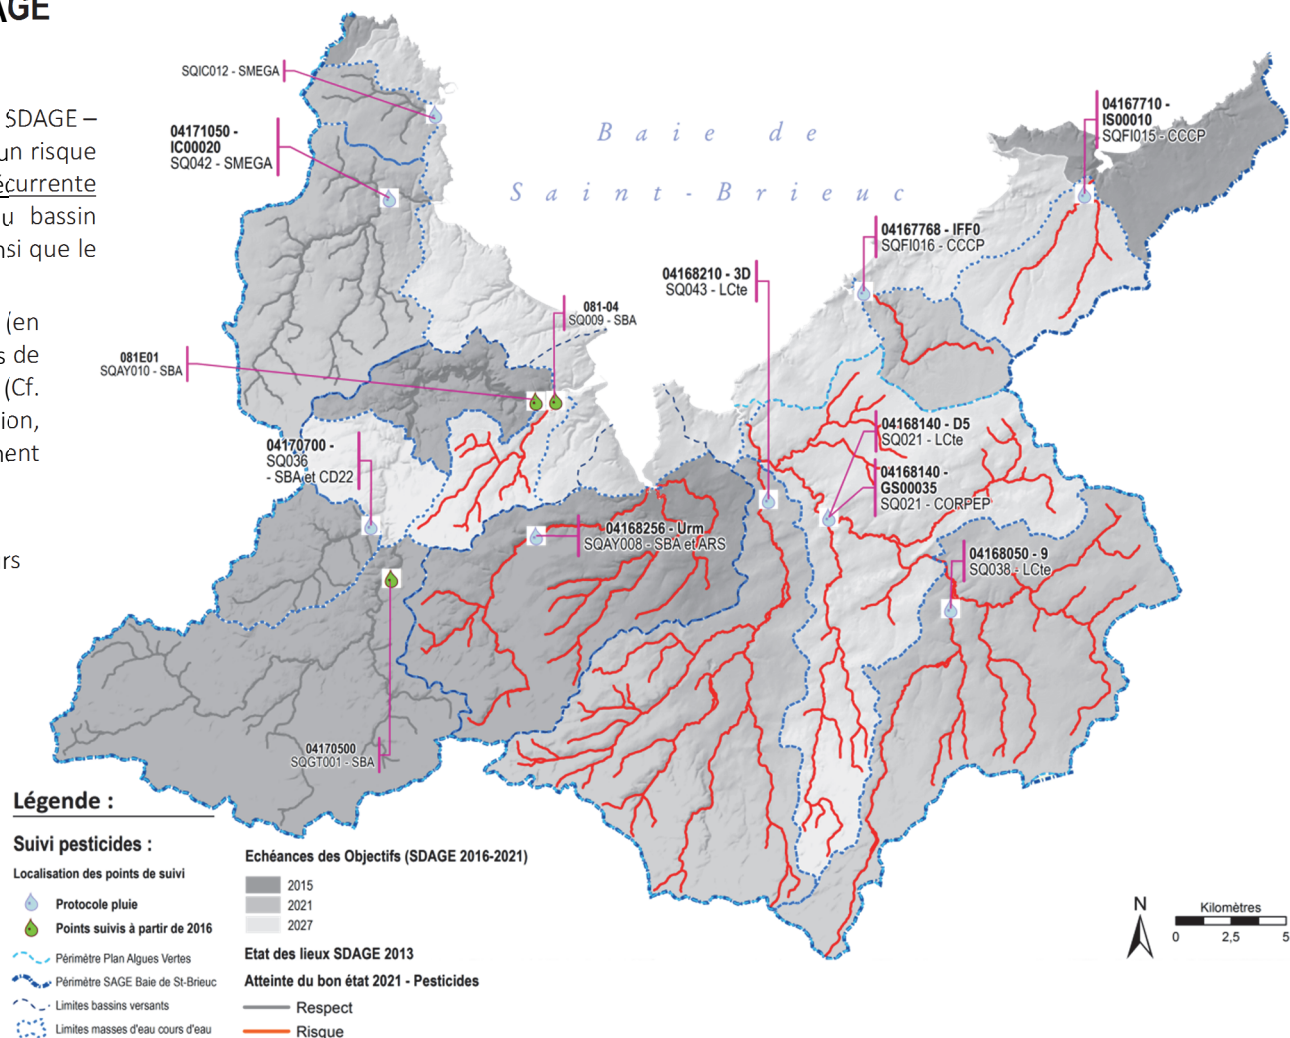 AGE
SDAGE –
un risque
écurrente
u bassin
nsi que le
(en
s de
(Cf.
ion,
nent
rs
SQIC012 - SMEGA
04171050 -
IC00020
SQ042 - SMEGA
Baie de
Saint-Brieuc
04167710 -
IS00010
SQFI015 - CCCP
04167768 - IFF0
SQFI016 - CCCP
04168210 - 3D
SQ043 - LCte
081-04
SQ009 - SBA
081E01
SQAY010 - SBA
04170700 -
SQ036
- SBA et CD22
04168140 - D5
SQ021 - LCte
04168140 -
GS00035
SQ021 - CORPEP
04168256 - Urm
SQAY008 - SBA et ARS
04168050 - 9
SQ038 - LCte
04170500
SQGT001 - SBA
Légende :
Suivi pesticides :
Localisation des points de suivi
Protocole pluie
Points suivis à partir de 2016
Périmètre Plan Algues Vertes
Périmètre SAGE Baie de St-Brieuc
Limites bassins versants
Limites masses d'eau cours d'eau
Echéances des Objectifs (SDAGE 2016-2021)
2015
2021
2027
Etat des lieux SDAGE 2013
Atteinte du bon état 2021 - Pesticides
Respect
Risque
N
Kilomètres
0 2,5 5